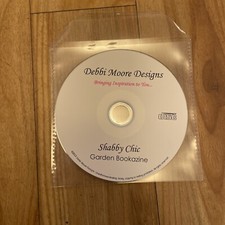 Debbi Moore Designs
Bringing Inspiration to You...
Shabby Chic
Garden Bookazine